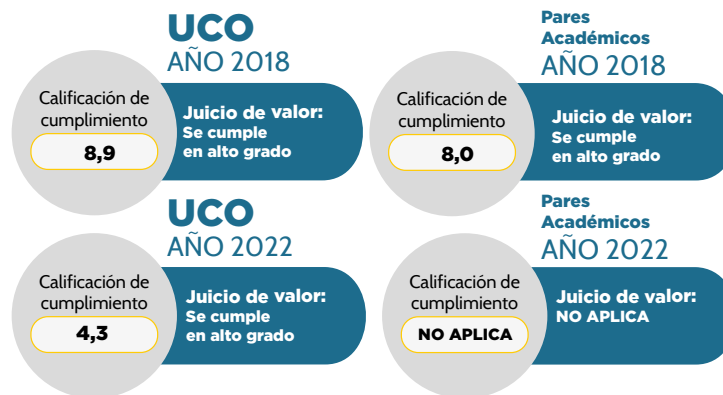 UCO
AÑO 2018
Calificación de
cumplimiento
8,9
Juicio de valor:
Se cumple
en alto grado
Pares
Académicos
AÑO 2018
Calificación de
cumplimiento
8,0
Juicio de valor:
Se cumple
en alto grado
UCO
AÑO 2022
Calificación de
cumplimiento
4,3
Juicio de valor:
Se cumple
en alto grado
Pares
Académicos
AÑO 2022
Calificación de
cumplimiento
NO APLICA
Juicio de valor:
NO APLICA